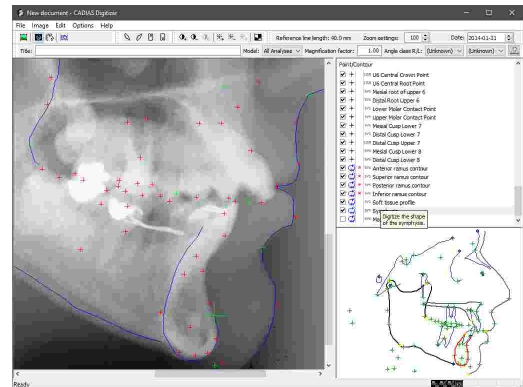 New document - CADIAS Digitizer
File Image Edit Options Help
Reference line length: 40.0 mm Zoom settings: 100 Date: 2014-01-31
Title: Model: All Analyses Magnification factor: 1.00 Angle class R/L: (Unknown) (Unknown)
Point/Contour
U6 Central Crown Point
U6 Central Root Point
Mesial root of upper 6
Distal Root Upper 6
Lower Molar Contact Point
Upper Molar Contact Point
Mesial Cusp Lower 7
Distal Cusp Lower 7
Distal Cusp Upper 7
Mesial Cusp Lower 8
Distal Cusp Lower 8
Anterior ramus contour
Superior ramus contour
Posterior ramus contour
Inferior ramus contour
Soft tissue profile
Digitize the shape
of the symphysis.
Ready